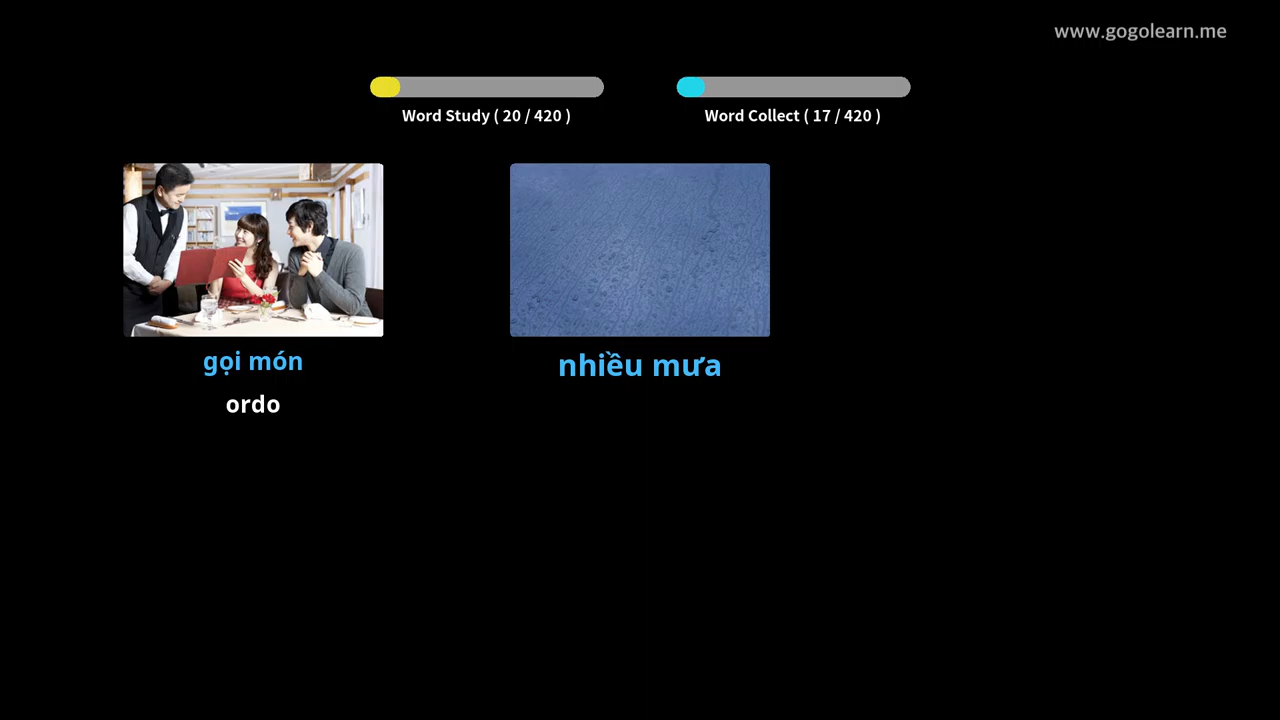 www.gogolearn.me
Word Study ( 20 / 420 )
Word Collect ( 17 / 420 )
gọi món
ordo
nhiều mưa